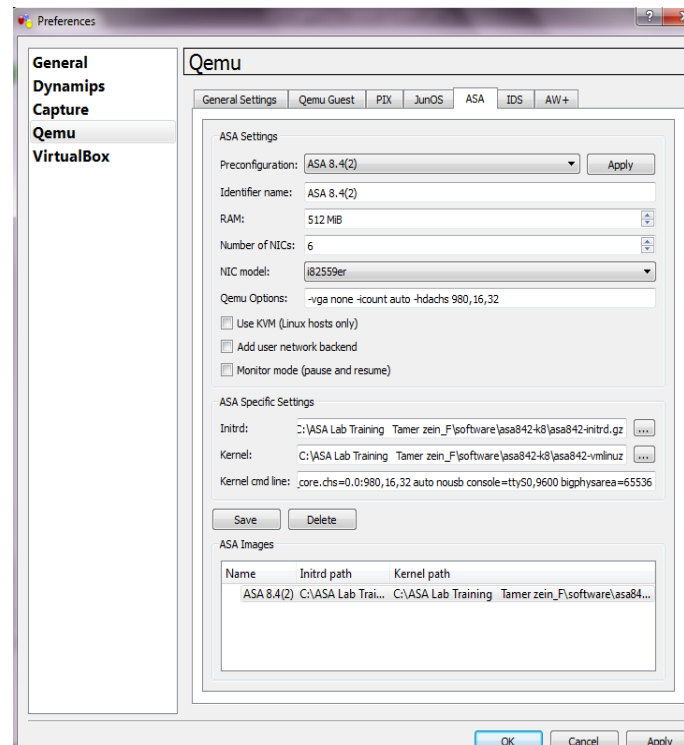 Preferences
General
Dynamips
Capture
Qemu
VirtualBox
Qemu
General Settings Qemu Guest PIX JunOS ASA IDS AW+
ASA Settings
Preconfiguration: ASA 8.4(2) Apply
Identifier name: ASA 8.4(2)
RAM: 512 MiB
Number of NICs: 6
NIC model: i82559er
Qemu Options: -vga none -icount auto -hdachs 980,16,32
Use KVM (Linux hosts only)
Add user network backend
Monitor mode (pause and resume)
ASA Specific Settings
Initrd: C:\ASA Lab Training Tamer zein_F\software\asa842-k8\asa842-initrd.gz ...
Kernel: C:\ASA Lab Training Tamer zein_F\software\asa842-k8\asa842-vmlinuz ...
Kernel cmd line: _core.chs=0.0:980,16,32 auto nousb console=ttyS0,9600 bigphysarea=65536
Save Delete
ASA Images
Name Initrd path Kernel path
ASA 8.4(2) C:\ASA Lab Trai... C:\ASA Lab Training Tamer zein_F\software\asa84...
OK Cancel Apply